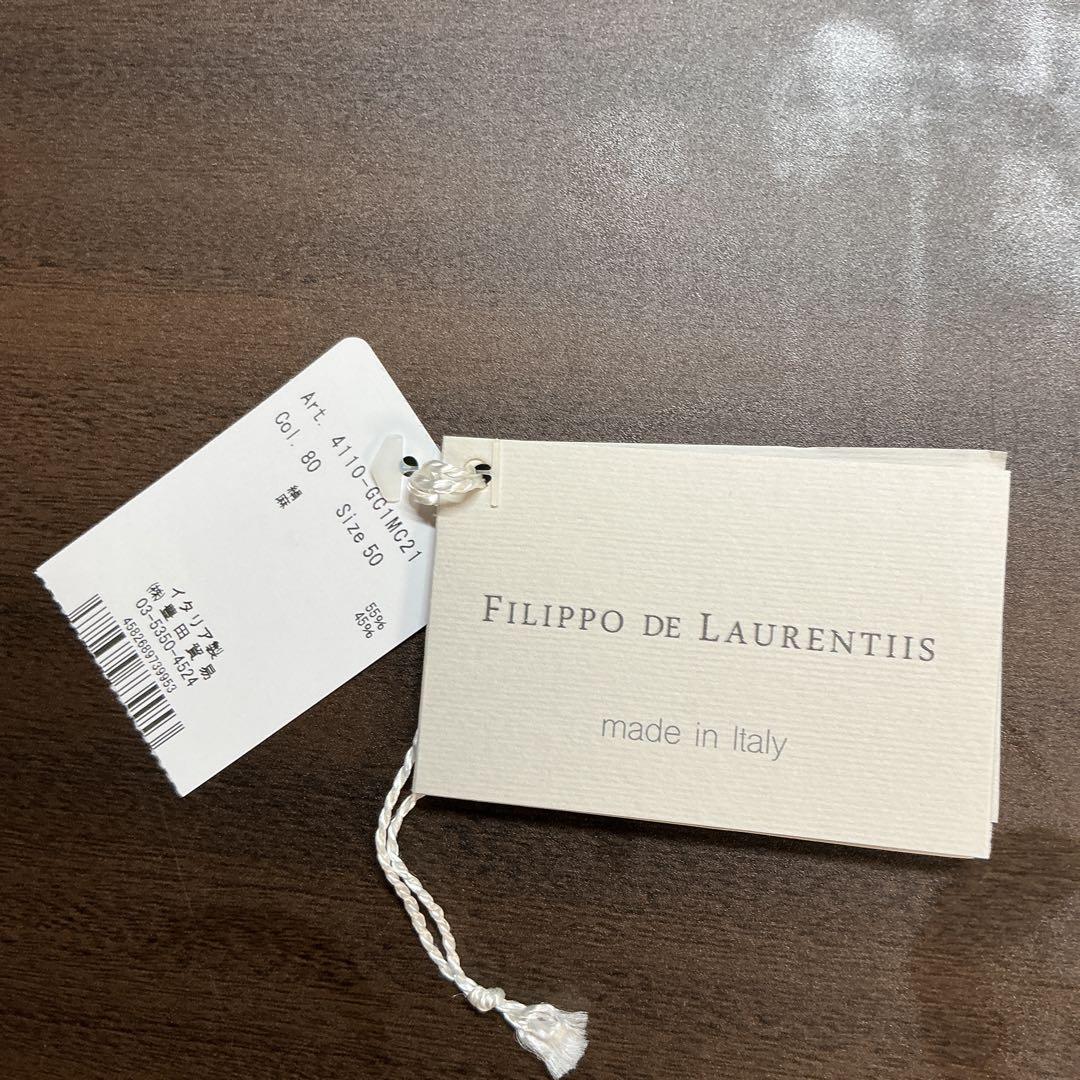 Art. 4110-GC1MC21
Col. 80 Size 50
絹 55%
麻 45%
イタリア製
㈱豊田貿易
03-5350-4524
4582689739953
FILIPPO DE LAURENTIIS
made in Italy